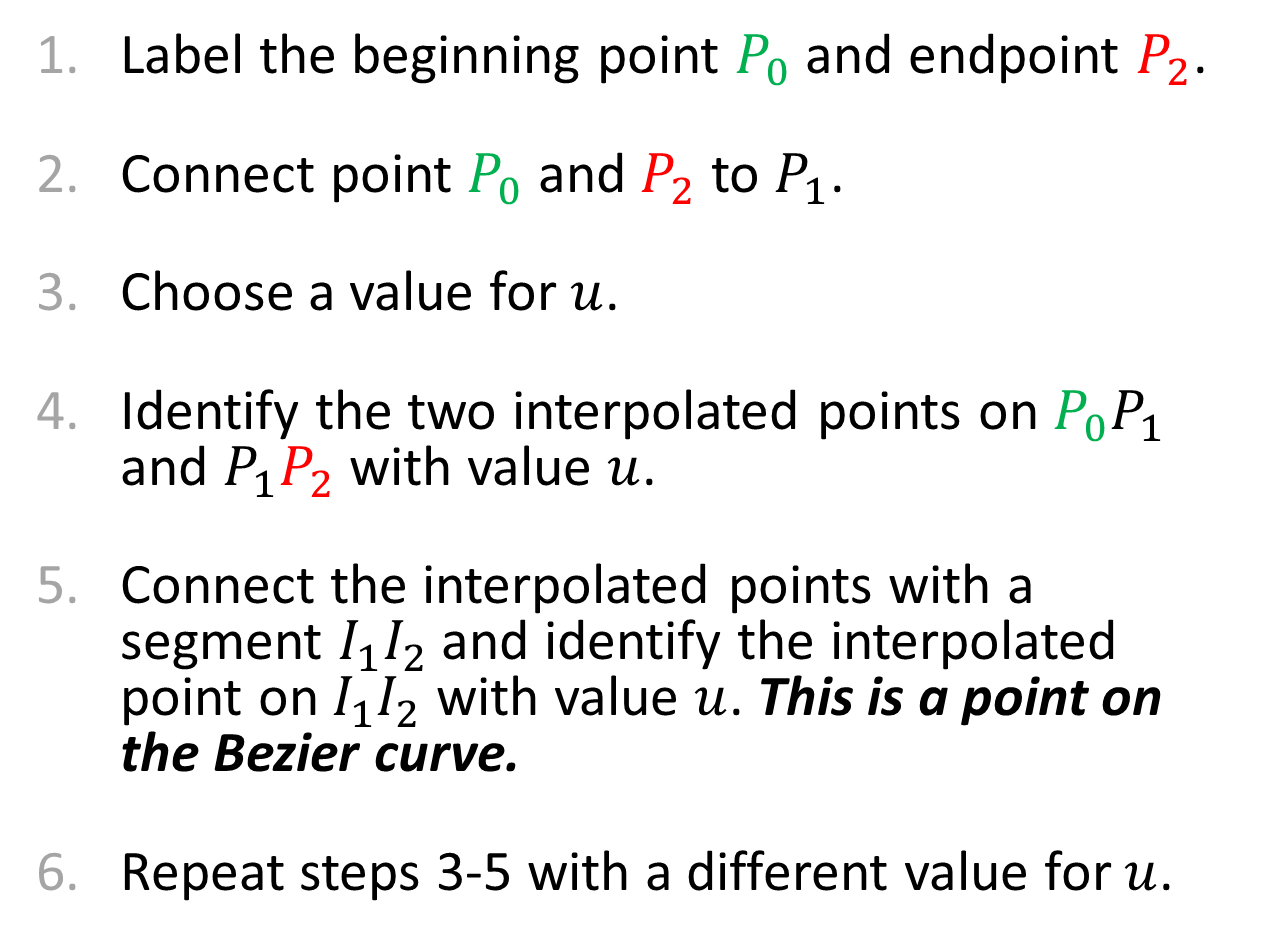 1. Label the beginning point P₀ and endpoint P₂.
2. Connect point P₀ and P₂ to P₁.
3. Choose a value for u.
4. Identify the two interpolated points on P₀P₁
and P₁P₂ with value u.
5. Connect the interpolated points with a
segment I₁I₂ and identify the interpolated
point on I₁I₂ with value u. This is a point on
the Bezier curve.
6. Repeat steps 3-5 with a different value for u.